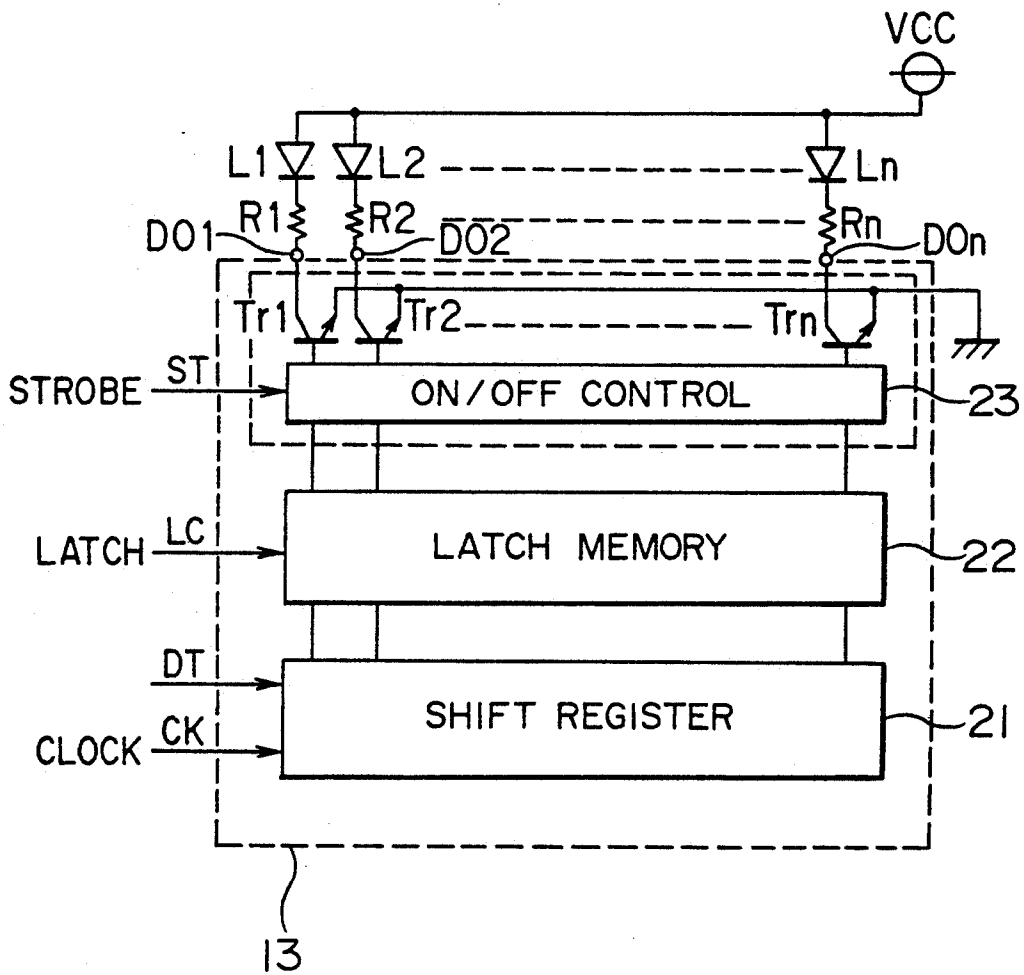 VCC
L1 L2 Ln
R1 R2 Rn
DO1 DO2 DOn
Tr1 Tr2 Trn
STROBE ST ON/OFF CONTROL 23
LATCH LC LATCH MEMORY 22
DT
SHIFT REGISTER 21
CLOCK CK
13